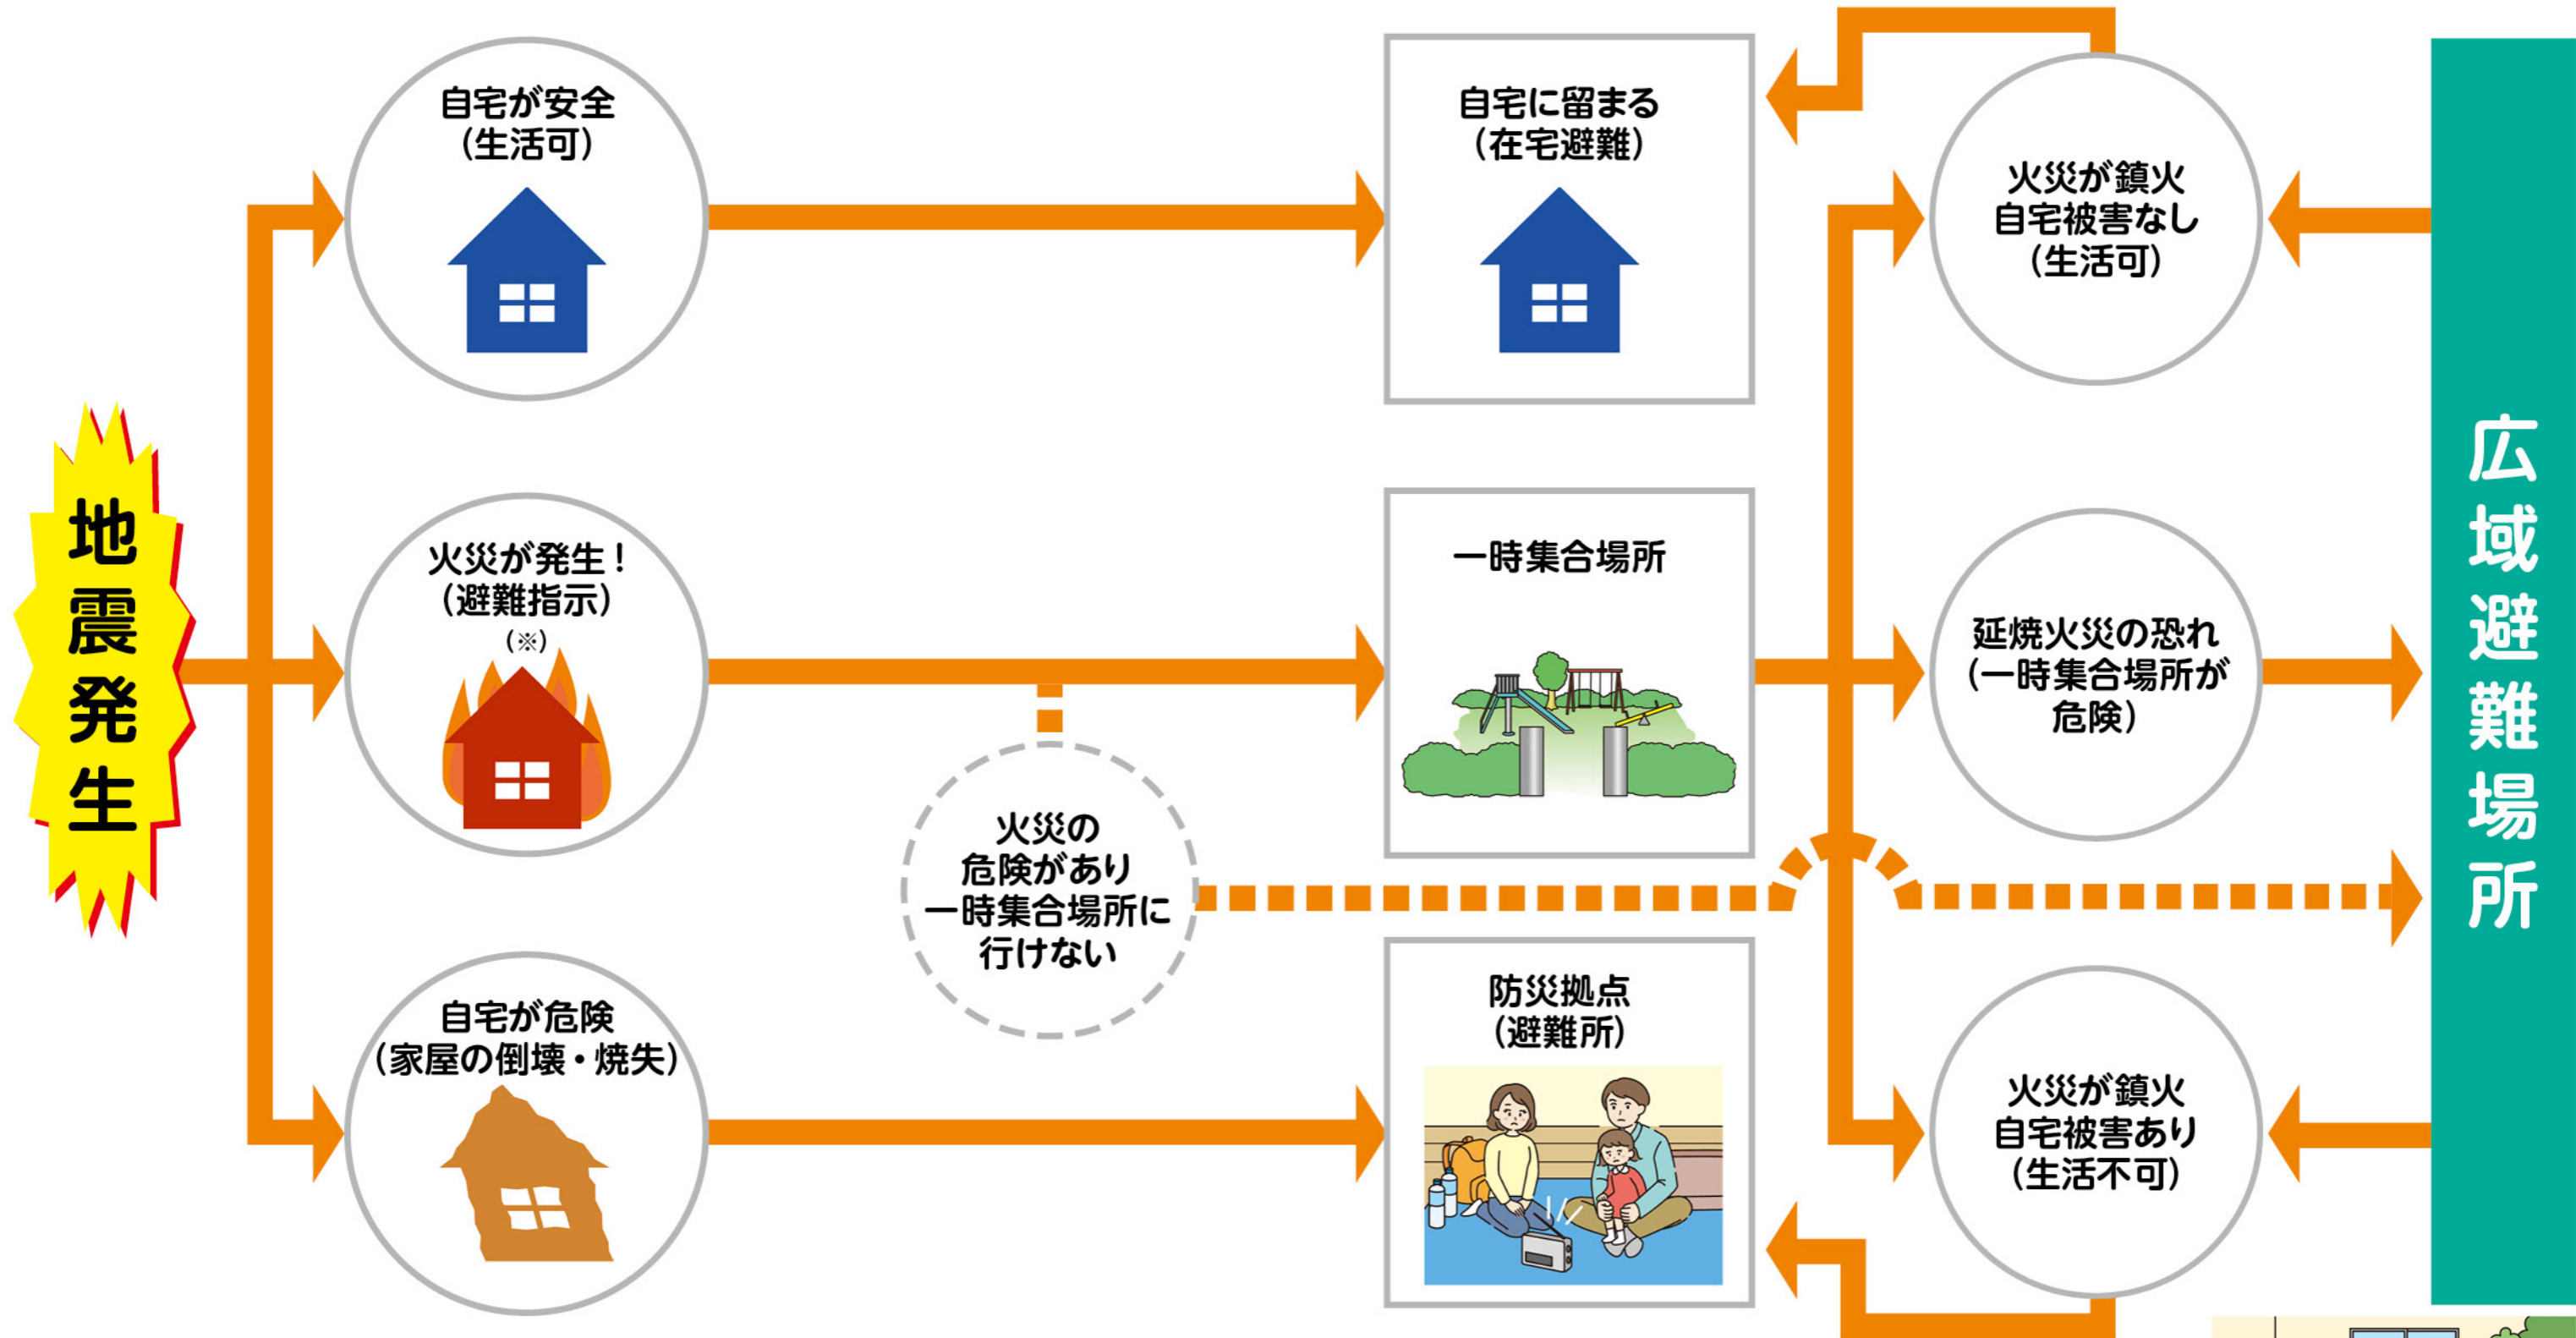 地震発生
自宅が安全
（生活可）
火災が発生！
（避難指示）
（※）
自宅が危険
（家屋の倒壊・焼失）
火災の
危険があり
一時集合場所に
行けない
自宅に留まる
（在宅避難）
一時集合場所
防災拠点
（避難所）
火災が鎮火
自宅被害なし
（生活可）
延焼火災の恐れ
（一時集合場所が
危険）
火災が鎮火
自宅被害あり
（生活不可）
広域避難場所